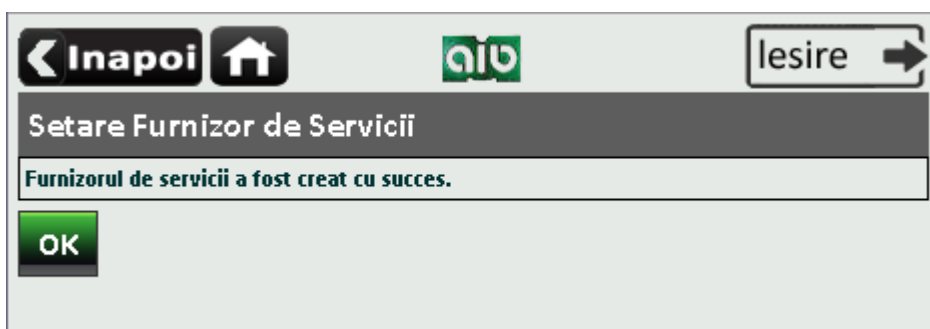 Inapoi
aib
Iesire
Setare Furnizor de Servicii
Furnizorul de servicii a fost creat cu succes.
OK